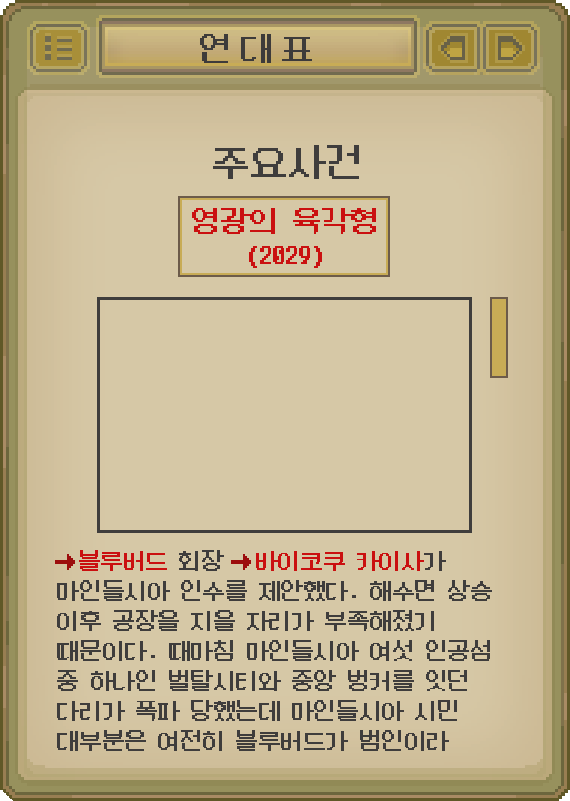 연대표
주요사건
영광의 육각형
(2029)
→블루버드 회장 →바이코쿠 카이사가
마인들시아 인수를 제안했다. 해수면 상승
이후 공장을 지을 자리가 부족해졌기
때문이다. 때마침 마인들시아 여섯 인공섬
중 하나인 벌탈시티와 중앙 벙커를 잇던
다리가 폭파 당했는데 마인들시아 시민
대부분은 여전히 블루버드가 범인이라